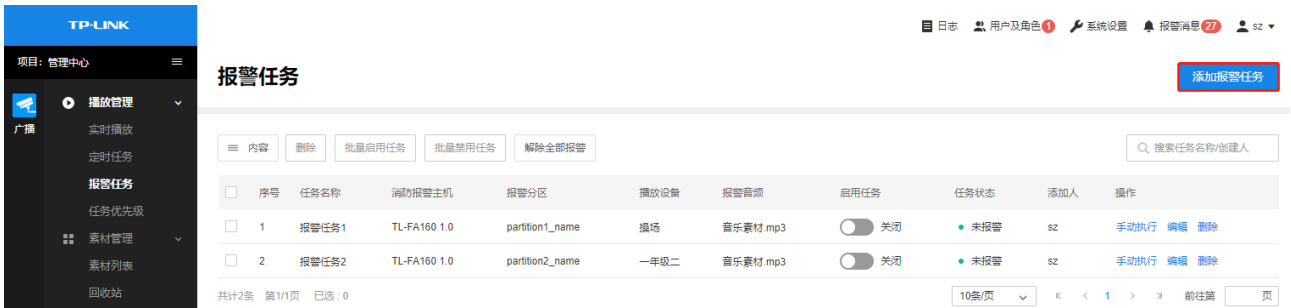 TP-LINK
日志 用户及角色 1 系统设置 报警消息 27 sz
项目：管理中心
报警任务
添加报警任务
广播
播放管理
实时播放
定时任务
报警任务
任务优先级
素材管理
素材列表
回收站
内容 删除 批量启用任务 批量禁用任务 解除全部报警 搜索任务名称/创建人
序号 任务名称 消防报警主机 报警分区 播放设备 报警音频 启用任务 任务状态 添加人 操作
1 报警任务1 TL-FA160 1.0 partition1_name 操场 音乐素材.mp3 关闭 未报警 sz 手动执行 编辑 删除
2 报警任务2 TL-FA160 1.0 partition2_name 一年级二 音乐素材.mp3 关闭 未报警 sz 手动执行 编辑 删除
共计2条 第1/1页 已选：0 10条/页 1 前往第 页